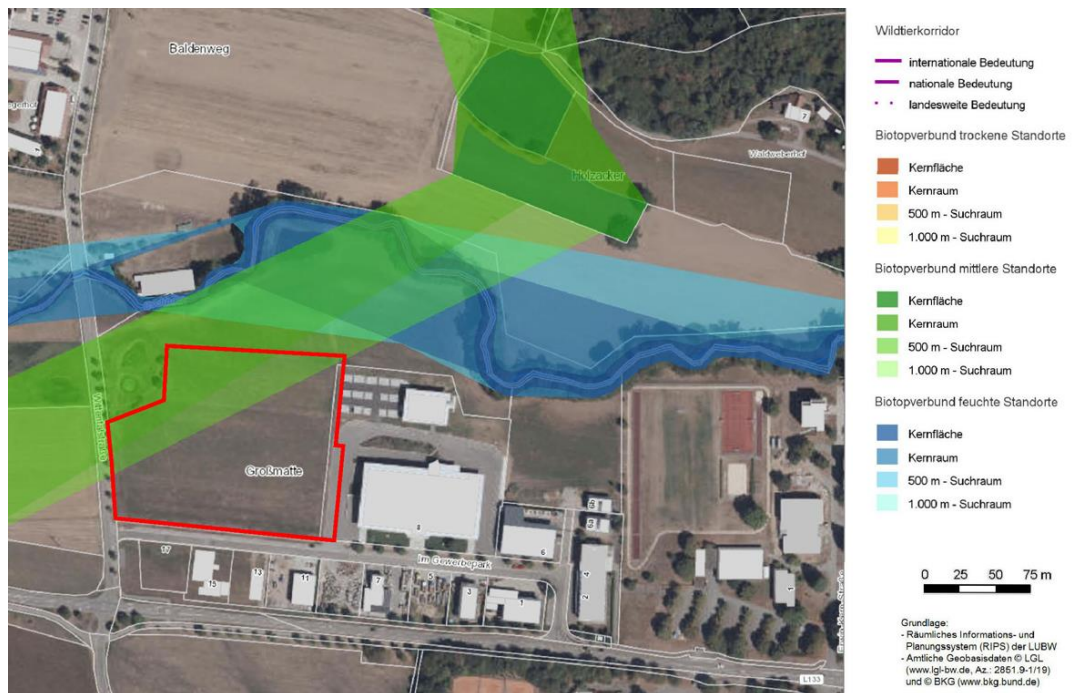 Baldenweg
7
Waldweberhof
Holzacker
Großmatte
8
6b
6a
6
4
2
Im Gewerbepark
17
15
13
11
7
5
3
1
1
L133
Wildtierkorridor
internationale Bedeutung
nationale Bedeutung
landesweite Bedeutung
Biotopverbund trockene Standorte
Kernfläche
Kernraum
500 m - Suchraum
1.000 m - Suchraum
Biotopverbund mittlere Standorte
Kernfläche
Kernraum
500 m - Suchraum
1.000 m - Suchraum
Biotopverbund feuchte Standorte
Kernfläche
Kernraum
500 m - Suchraum
1.000 m - Suchraum
0 25 50 75 m
Grundlage:
- Räumliches Informations- und
Planungssystem (RIPS) der LUBW
- Amtliche Geobasisdaten © LGL
(www.lgl-bw.de, Az.: 2851.9-1/19)
und © BKG (www.bkg.bund.de)